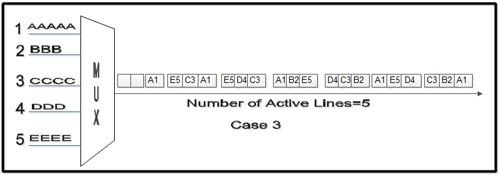 1 AAAAA
2 BBB
3 CCCC
4 DDD
5 EEEE
MUX
A1 E5 C3 A1 E5 D4 C3 A1 B2 E5 D4 C3 B2 A1 E5 D4 C3 B2 A1
Number of Active Lines=5
Case 3